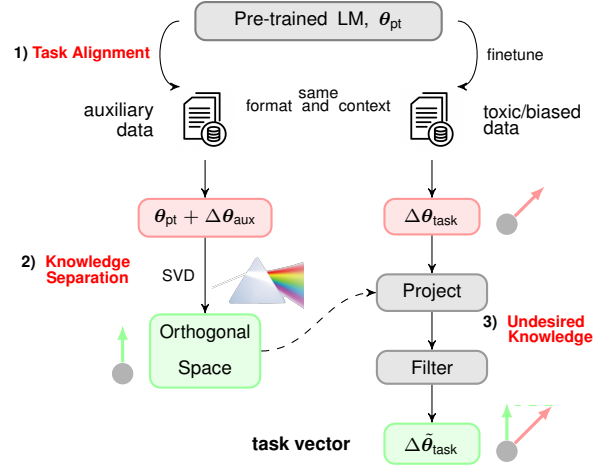 Pre-trained LM, θpt
1) Task Alignment
finetune
auxiliary
data
same
format and context
toxic/biased
data
θpt + Δθaux
Δθtask
2) Knowledge
Separation
SVD
Project
3) Undesired
Knowledge
Orthogonal
Space
Filter
task vector
Δθ̃task